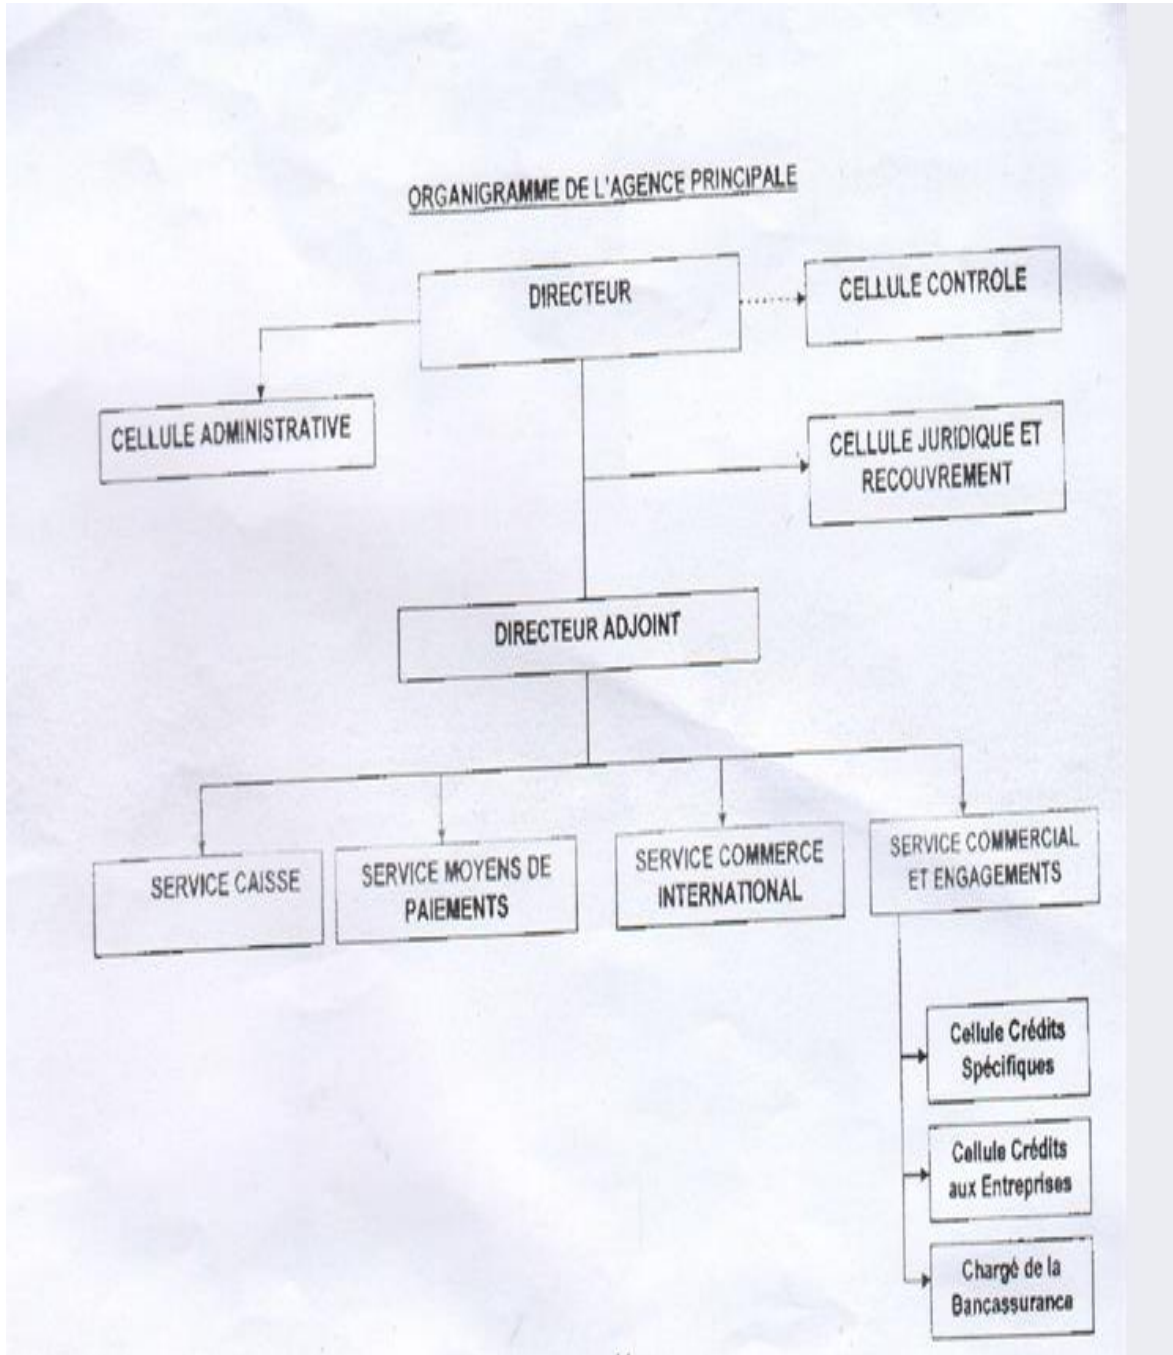 ORGANIGRAMME DE L'AGENCE PRINCIPALE
DIRECTEUR
CELLULE CONTROLE
CELLULE ADMINISTRATIVE
CELLULE JURIDIQUE ET
RECOUVREMENT
DIRECTEUR ADJOINT
SERVICE CAISSE
SERVICE MOYENS DE
PAIEMENTS
SERVICE COMMERCE
INTERNATIONAL
SERVICE COMMERCIAL
ET ENGAGEMENTS
Cellule Crédits
Spécifiques
Cellule Crédits
aux Entreprises
Chargé de la
Bancassurance